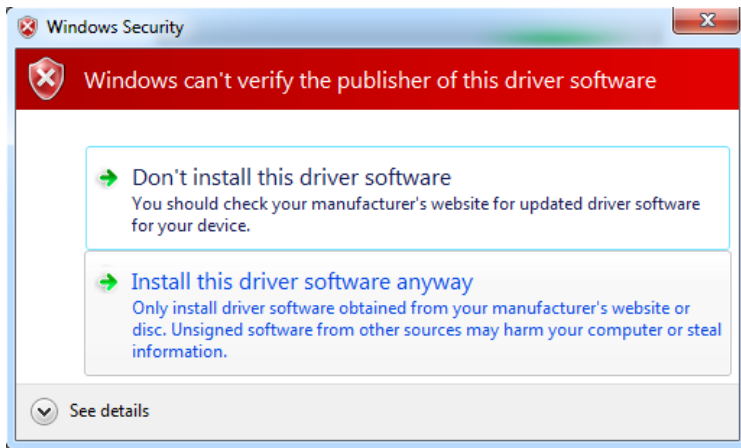 Windows Security
Windows can't verify the publisher of this driver software
Don't install this driver software
You should check your manufacturer's website for updated driver software
for your device.
Install this driver software anyway
Only install driver software obtained from your manufacturer's website or
disc. Unsigned software from other sources may harm your computer or steal
information.
See details